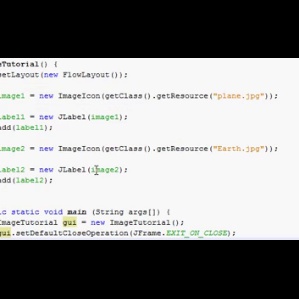 eTutorial() {
setLayout(new FlowLayout());
image1 = new ImageIcon(getClass().getResource("plane.jpg"));
label1 = new JLabel(image1);
add(label1);
image2 = new ImageIcon(getClass().getResource("Earth.jpg"));
label2 = new JLabel(image2);
add(label2);
ic static void main (String args[]) {
ImageTutorial gui = new ImageTutorial();
gui.setDefaultCloseOperation(JFrame.EXIT_ON_CLOSE);